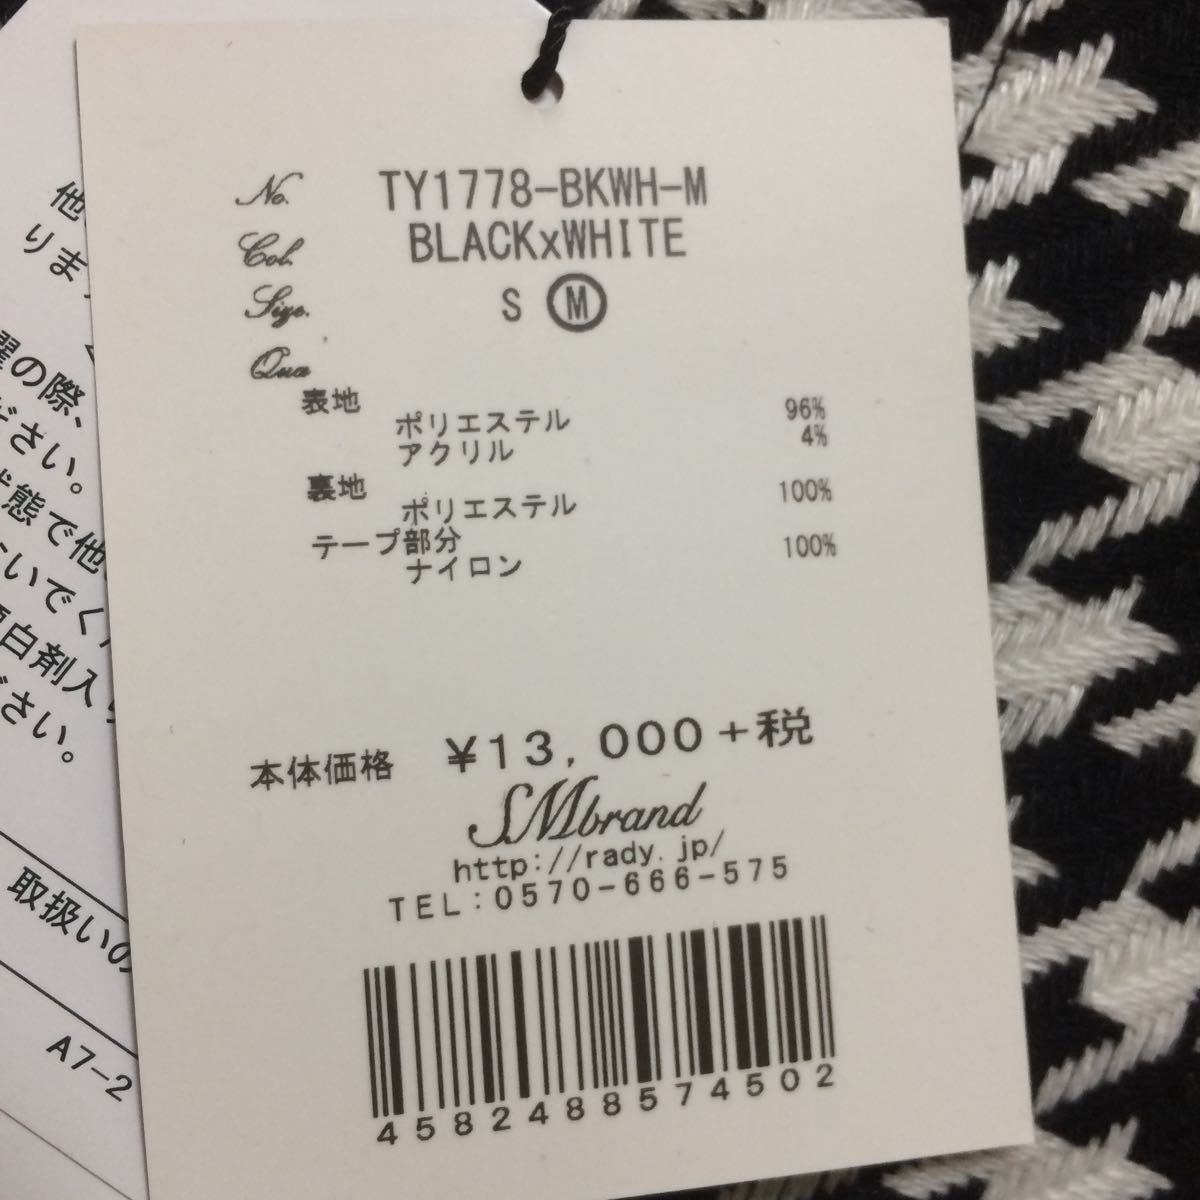 No. TY1778-BKWH-M
Col. BLACKxWHITE
Size. S M
Qua
表地
ポリエステル 96%
アクリル 4%
裏地
ポリエステル 100%
テープ部分
ナイロン 100%
本体価格 ¥13,000+税
SMbrand
http://rady.jp/
TEL:0570-666-575
4582488574502
他
りま
の際、
ださい。
状態で他
いでく
白剤入り
ださい。
取扱いの
A7-2